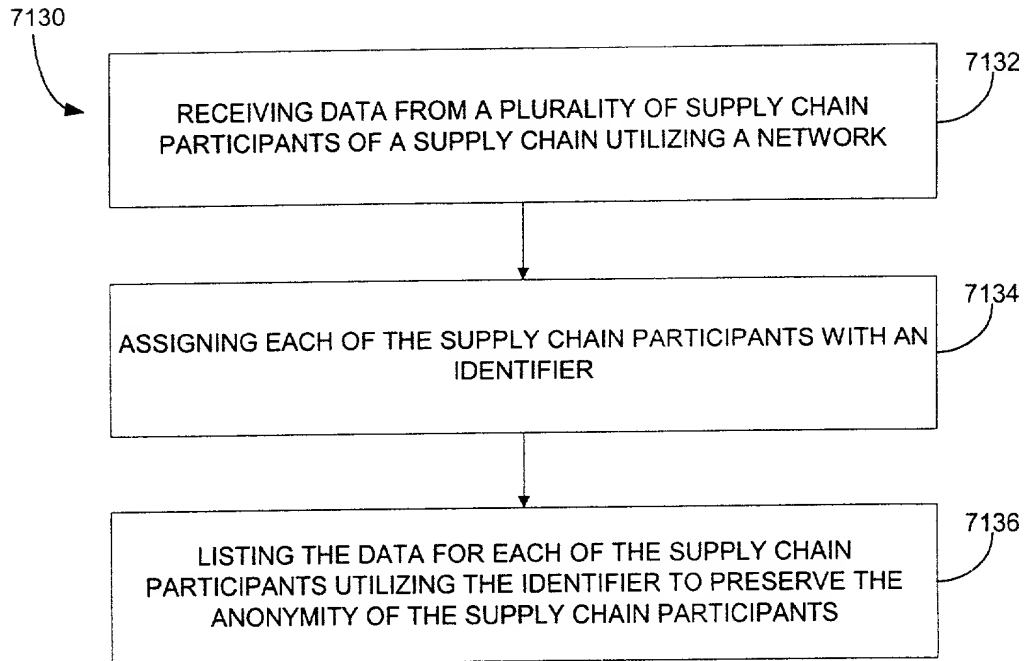 7130
7132
RECEIVING DATA FROM A PLURALITY OF SUPPLY CHAIN
PARTICIPANTS OF A SUPPLY CHAIN UTILIZING A NETWORK
7134
ASSIGNING EACH OF THE SUPPLY CHAIN PARTICIPANTS WITH AN
IDENTIFIER
7136
LISTING THE DATA FOR EACH OF THE SUPPLY CHAIN
PARTICIPANTS UTILIZING THE IDENTIFIER TO PRESERVE THE
ANONYMITY OF THE SUPPLY CHAIN PARTICIPANTS